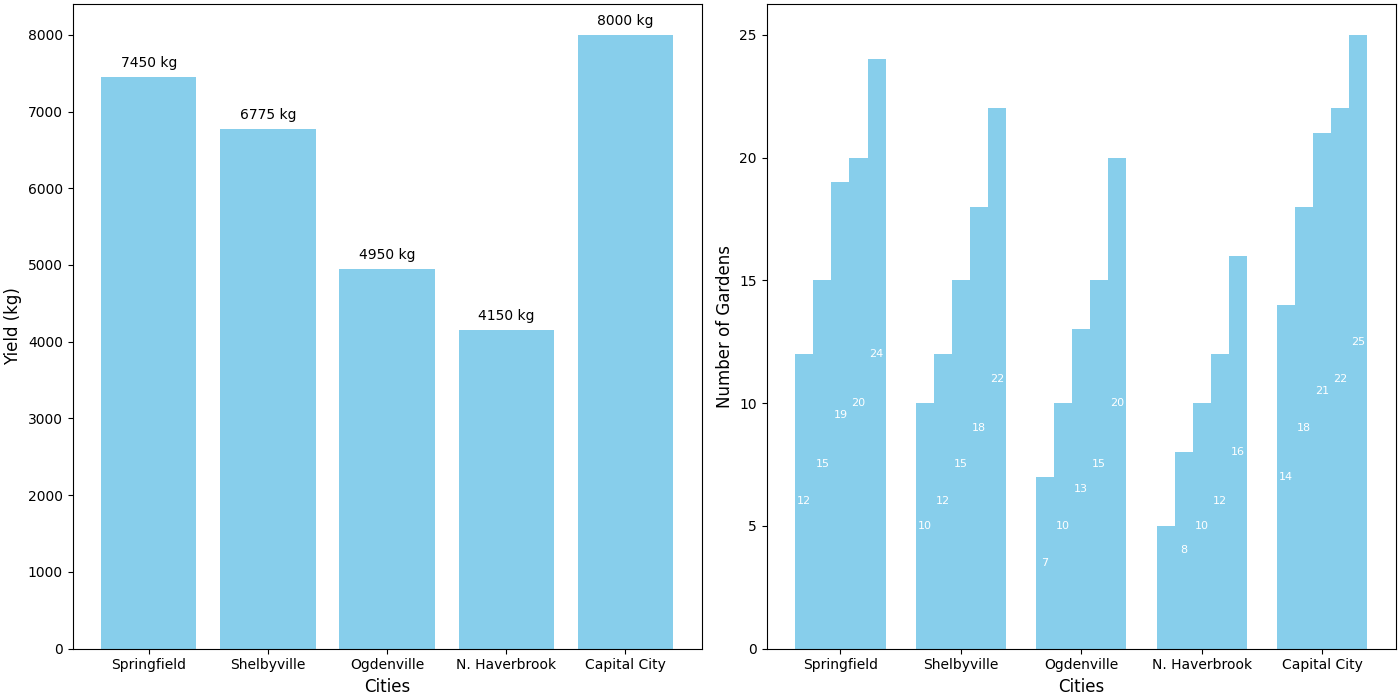 8000 kg
7450 kg
6775 kg
4950 kg
4150 kg
8000
7000
6000
5000
4000
3000
2000
1000
0
Yield (kg)
Springfield Shelbyville Ogdenville N. Haverbrook Capital City
Cities
25
20
15
10
5
0
Number of Gardens
12 15 19 20 24
10 12 15 18 22
7 10 13 15 20
8 10 12 16
14 18 21 22 25
Springfield Shelbyville Ogdenville N. Haverbrook Capital City
Cities